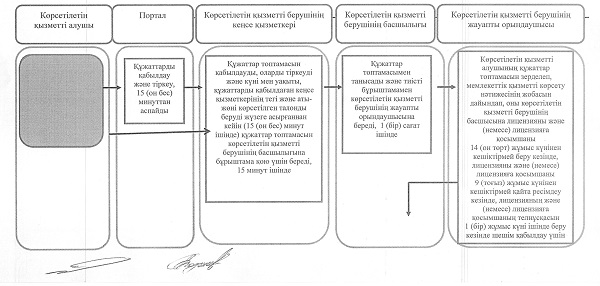 Көрсетілетін
қызметті алушы
Портал
Көрсетілетін қызметті берушінің
кеңсе қызметкері
Көрсетілетін қызметті
берушінің басшылығы
Көрсетілетін қызметті берушінің
жауапты орындаушысы
Құжаттарды
қабылдау
және тіркеу,
15 (он бес)
минуттан
аспайды
Құжаттар топтамасын
қабылдауды, оларды тіркеуді
және күні мен уақыты,
құжаттарды қабылдаған кеңсе
қызметкерінің тегі және аты-
жөні көрсетілген талонды
беруді жүзеге асырғаннан
кейін (15 (он бес) минут
ішінде) құжаттар топтамасын
көрсетілетін қызметті
берушінің басшылығына
бұрыштама қою үшін береді,
15 минут ішінде
Құжаттар
топтамасымен
танысады және тиісті
бұрыштамамен
көрсетілетін қызметті
берушінің жауапты
орындаушысына
береді, 1 (бір) сағат
ішінде
Көрсетілетін қызметті
алушының құжаттар
топтамасын зерделеп,
мемлекеттік қызметті көрсету
нәтижесінің жобасын
дайындап, оны көрсетілетін
қызметті берушінің
басшысына лицензияны және
(немесе) лицензияға
қосымшаны
14 (он төрт) жұмыс күнінен
кешіктірмей беру кезінде,
лицензияны және (немесе)
лицензияға қосымшаны
9 (тоғыз) жұмыс күнінен
кешіктірмей қайта ресімдеу
кезінде, лицензияның және
(немесе) лицензияға
қосымшаның телнұсқасын
1 (бір) жұмыс күні ішінде беру
кезінде шешім қабылдау үшін